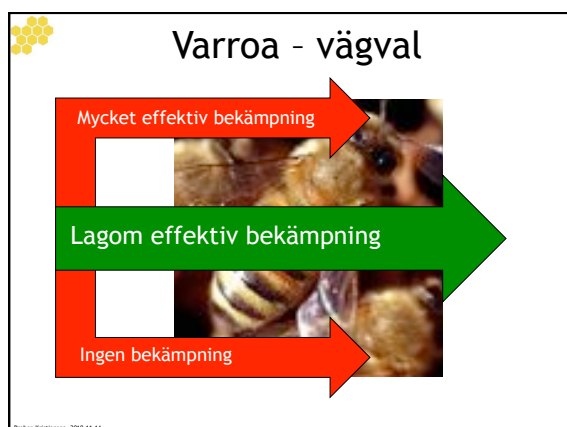 Varroa - vägval
Mycket effektiv bekämpning
Lagom effektiv bekämpning
Ingen bekämpning